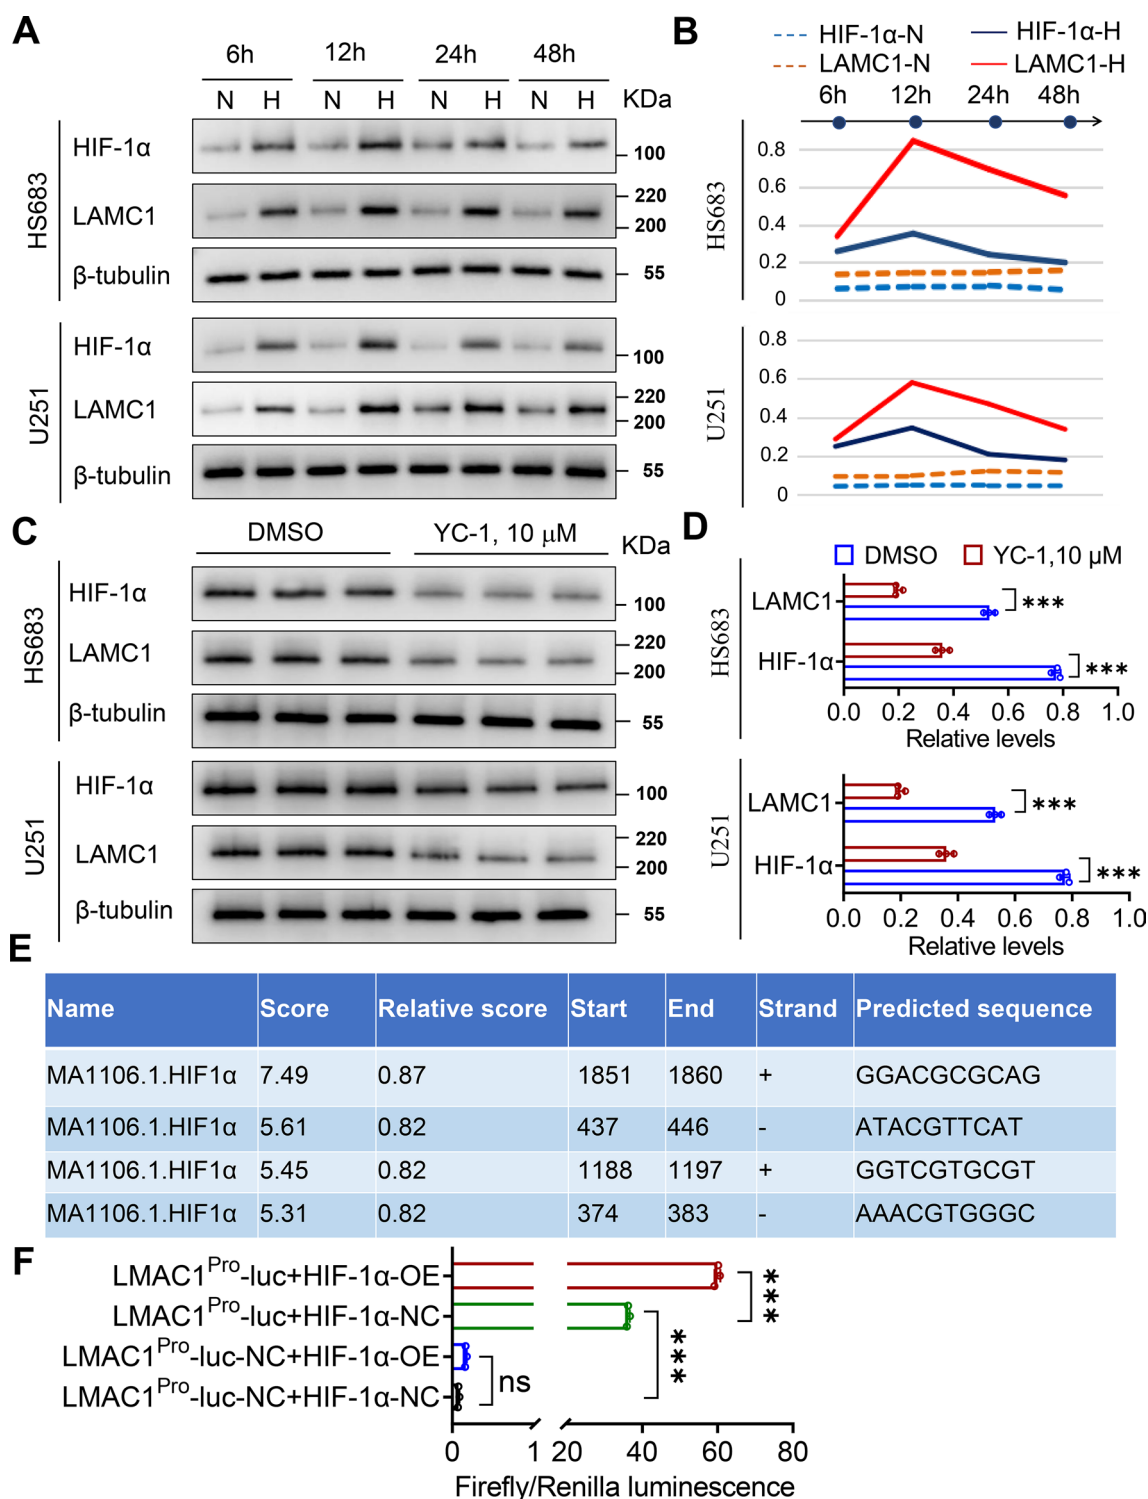 A
6h 12h 24h 48h
N H N H N H N H KDa
HS683
HIF-1α 100
LAMC1 220
200
β-tubulin 55
U251
HIF-1α 100
LAMC1 220
200
β-tubulin 55
B
HIF-1α-N HIF-1α-H
LAMC1-N LAMC1-H
6h 12h 24h 48h
HS683
0.8
0.6
0.4
0.2
0
U251
0.8
0.6
0.4
0.2
0
C
DMSO YC-1, 10 μM KDa
HS683
HIF-1α 100
LAMC1 220
200
β-tubulin 55
U251
HIF-1α 100
LAMC1 220
200
β-tubulin 55
D
DMSO YC-1,10 μM
HS683
LAMC1 ***
HIF-1α ***
0.0 0.2 0.4 0.6 0.8 1.0
Relative levels
U251
LAMC1 ***
HIF-1α ***
0.0 0.2 0.4 0.6 0.8 1.0
Relative levels
E
Name Score Relative score Start End Strand Predicted sequence
MA1106.1.HIF1α 7.49 0.87 1851 1860 + GGACGCGCAG
MA1106.1.HIF1α 5.61 0.82 437 446 - ATACGTTCAT
MA1106.1.HIF1α 5.45 0.82 1188 1197 + GGTCGTGCGT
MA1106.1.HIF1α 5.31 0.82 374 383 - AAACGTGGGC
F
LMAC1Pro-luc+HIF-1α-OE
LMAC1Pro-luc+HIF-1α-NC
LMAC1Pro-luc-NC+HIF-1α-OE
LMAC1Pro-luc-NC+HIF-1α-NC
ns
***
***
0 1 20 40 60 80
Firefly/Renilla luminescence